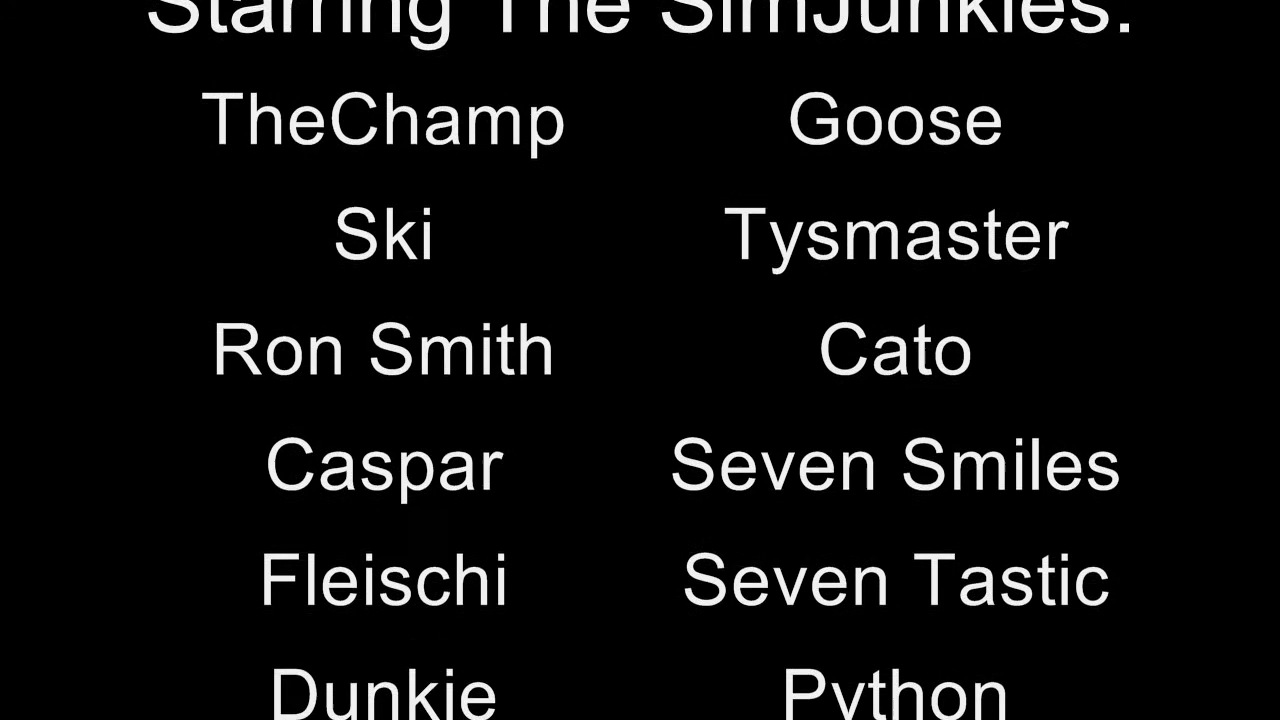 Starring The SimJunkies:
TheChamp Goose
Ski Tysmaster
Ron Smith Cato
Caspar Seven Smiles
Fleischi Seven Tastic
Dunkie Python